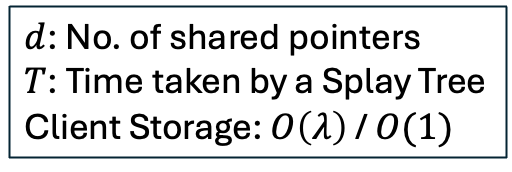 d: No. of shared pointers
T: Time taken by a Splay Tree
Client Storage: O(λ) / O(1)